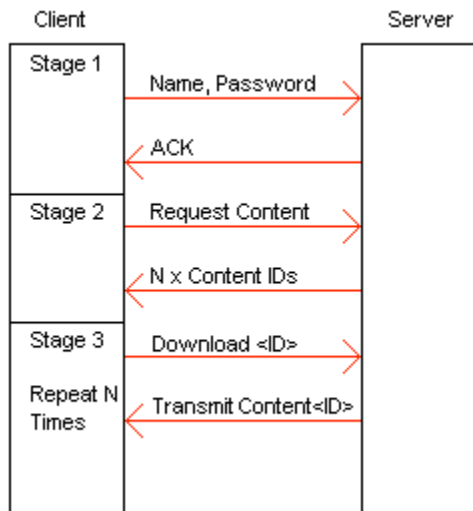 Client
Server
Stage 1
Name, Password
ACK
Stage 2
Request Content
N x Content IDs
Stage 3
Download <ID>
Repeat N
Times
Transmit Content<ID>